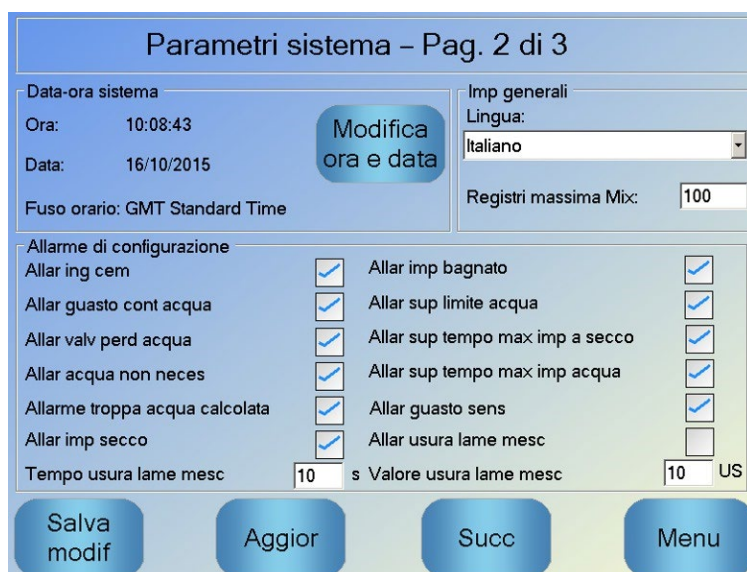 Parametri sistema – Pag. 2 di 3
Data-ora sistema
Ora: 10:08:43
Data: 16/10/2015
Fuso orario: GMT Standard Time
Modifica
ora e data
Imp generali
Lingua:
Italiano
Registri massima Mix: 100
Allarme di configurazione
Allar ing cem
Allar imp bagnato
Allar guasto cont acqua
Allar sup limite acqua
Allar valv perd acqua
Allar sup tempo max imp a secco
Allar acqua non neces
Allar sup tempo max imp acqua
Allarme troppa acqua calcolata
Allar guasto sens
Allar imp secco
Allar usura lame mesc
Tempo usura lame mesc 10 s
Valore usura lame mesc 10 US
Salva
modif
Aggior
Succ
Menu